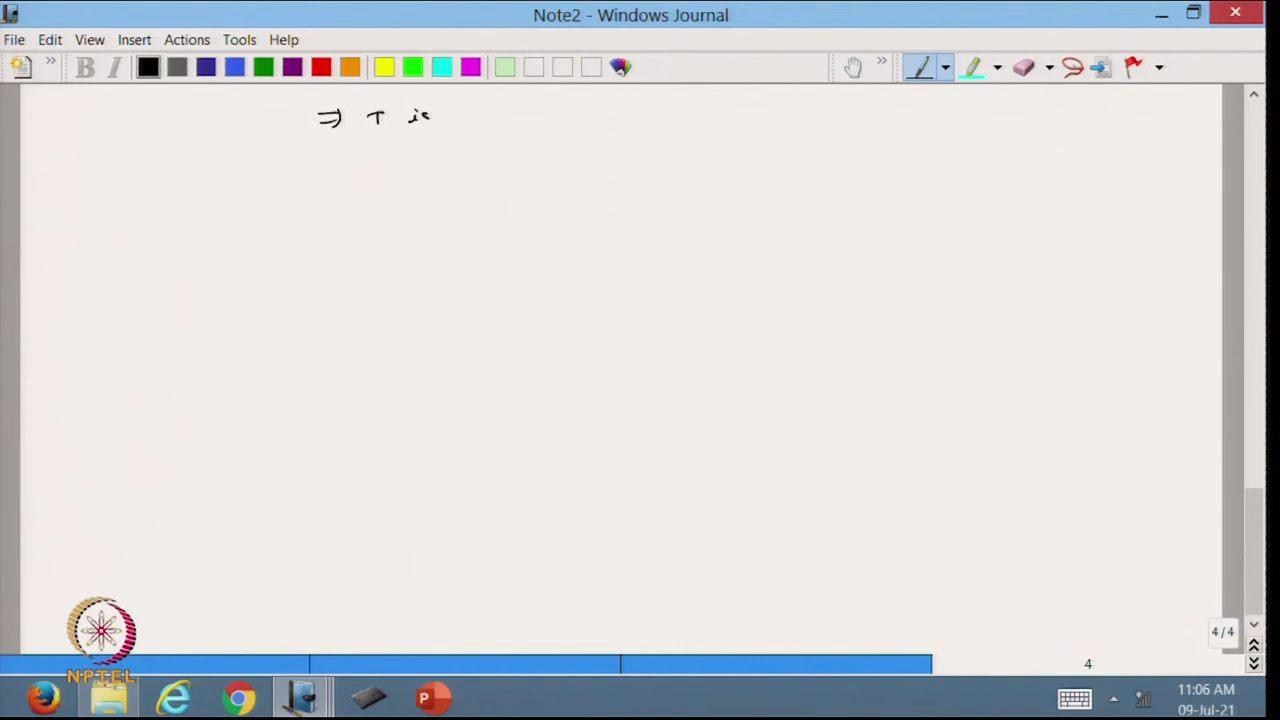 Note2 - Windows Journal
File Edit View Insert Actions Tools Help
B I
⇒ T is
4 / 4
4
NPTEL
11:06 AM
09-Jul-21